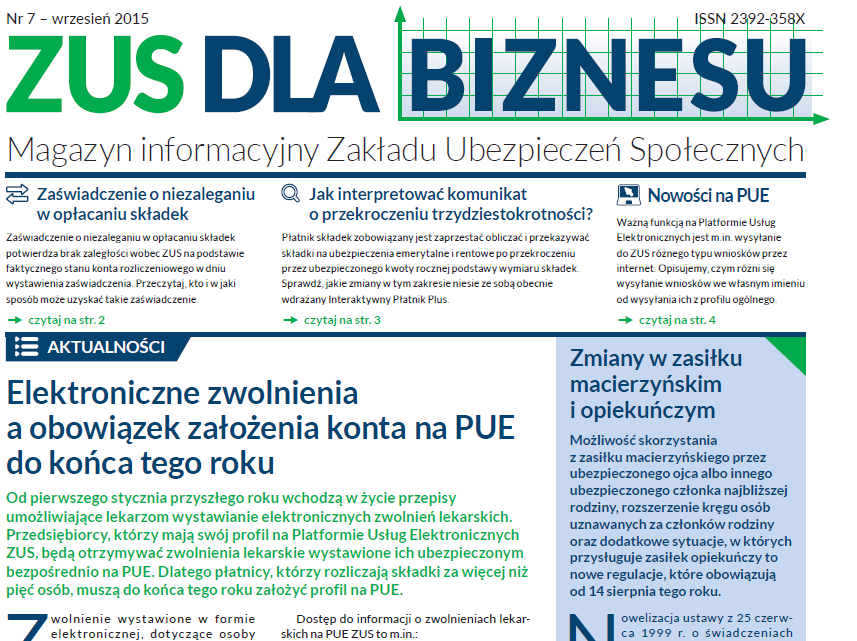 Nr 7 – wrzesień 2015
ISSN 2392-358X
ZUS DLA BIZNESU
Magazyn informacyjny Zakładu Ubezpieczeń Społecznych
Zaświadczenie o niezaleganiu
w opłacaniu składek
Zaświadczenie o niezaleganiu w opłacaniu składek
potwierdza brak zaległości wobec ZUS na podstawie
faktycznego stanu konta rozliczeniowego w dniu
wystawienia zaświadczenia. Przeczytaj, kto i w jaki
sposób może uzyskać takie zaświadczenie.
czytaj na str. 2
Jak interpretować komunikat
o przekroczeniu trzydziestokrotności?
Płatnik składek zobowiązany jest zaprzestać obliczać i przekazywać
składki na ubezpieczenia emerytalne i rentowe po przekroczeniu
przez ubezpieczonego kwoty rocznej podstawy wymiaru składek.
Sprawdź, jakie zmiany w tym zakresie niesie ze sobą obecnie
wdrażany Interaktywny Płatnik Plus.
czytaj na str. 3
Nowości na PUE
Ważną funkcją na Platformie Usług
Elektronicznych jest m.in. wysyłanie
do ZUS różnego typu wniosków przez
internet. Opisujemy, czym różni się
wysyłanie wniosków we własnym imieniu
od wysyłania ich z profilu ogólnego.
czytaj na str. 4
AKTUALNOŚCI
Elektroniczne zwolnienia
a obowiązek założenia konta na PUE
do końca tego roku
Od pierwszego stycznia przyszłego roku wchodzą w życie przepisy
umożliwiające lekarzom wystawianie elektronicznych zwolnień lekarskich.
Przedsiębiorcy, którzy mają swój profil na Platformie Usług Elektronicznych
ZUS, będą otrzymywać zwolnienia lekarskie wystawione ich ubezpieczonym
bezpośrednio na PUE. Dlatego płatnicy, którzy rozliczają składki za więcej niż
pięć osób, muszą do końca tego roku założyć profil na PUE.
Zwolnienie wystawione w formie
elektronicznej, dotyczące osoby
Dostęp do informacji o zwolnieniach lekar-
skich na PUE ZUS to m.in.:
Zmiany w zasiłku
macierzyńskim
i opiekuńczym
Możliwość skorzystania
z zasiłku macierzyńskiego przez
ubezpieczonego ojca albo innego
ubezpieczonego członka najbliższej
rodziny, rozszerzenie kręgu osób
uznawanych za członków rodziny
oraz dodatkowe sytuacje, w których
przysługuje zasiłek opiekuńczy to
nowe regulacje, które obowiązują
od 14 sierpnia tego roku.
Nowelizacja ustawy z 25 czerw-
ca 1999 r. o świadczeniach